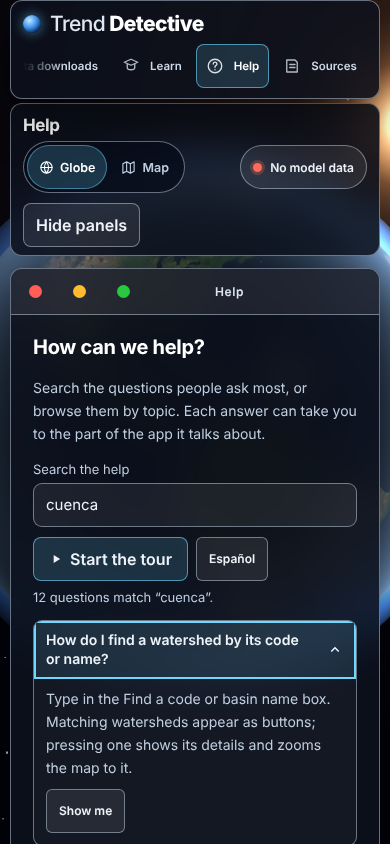 Trend Detective
downloads
Learn
Help
Sources
Help
Globe
Map
No model data
Hide panels
Help
How can we help?
Search the questions people ask most, or
browse them by topic. Each answer can take you
to the part of the app it talks about.
Search the help
cuenca
Start the tour
Español
12 questions match “cuenca”.
How do I find a watershed by its code
or name?
Type in the Find a code or basin name box.
Matching watersheds appear as buttons;
pressing one shows its details and zooms
the map to it.
Show me